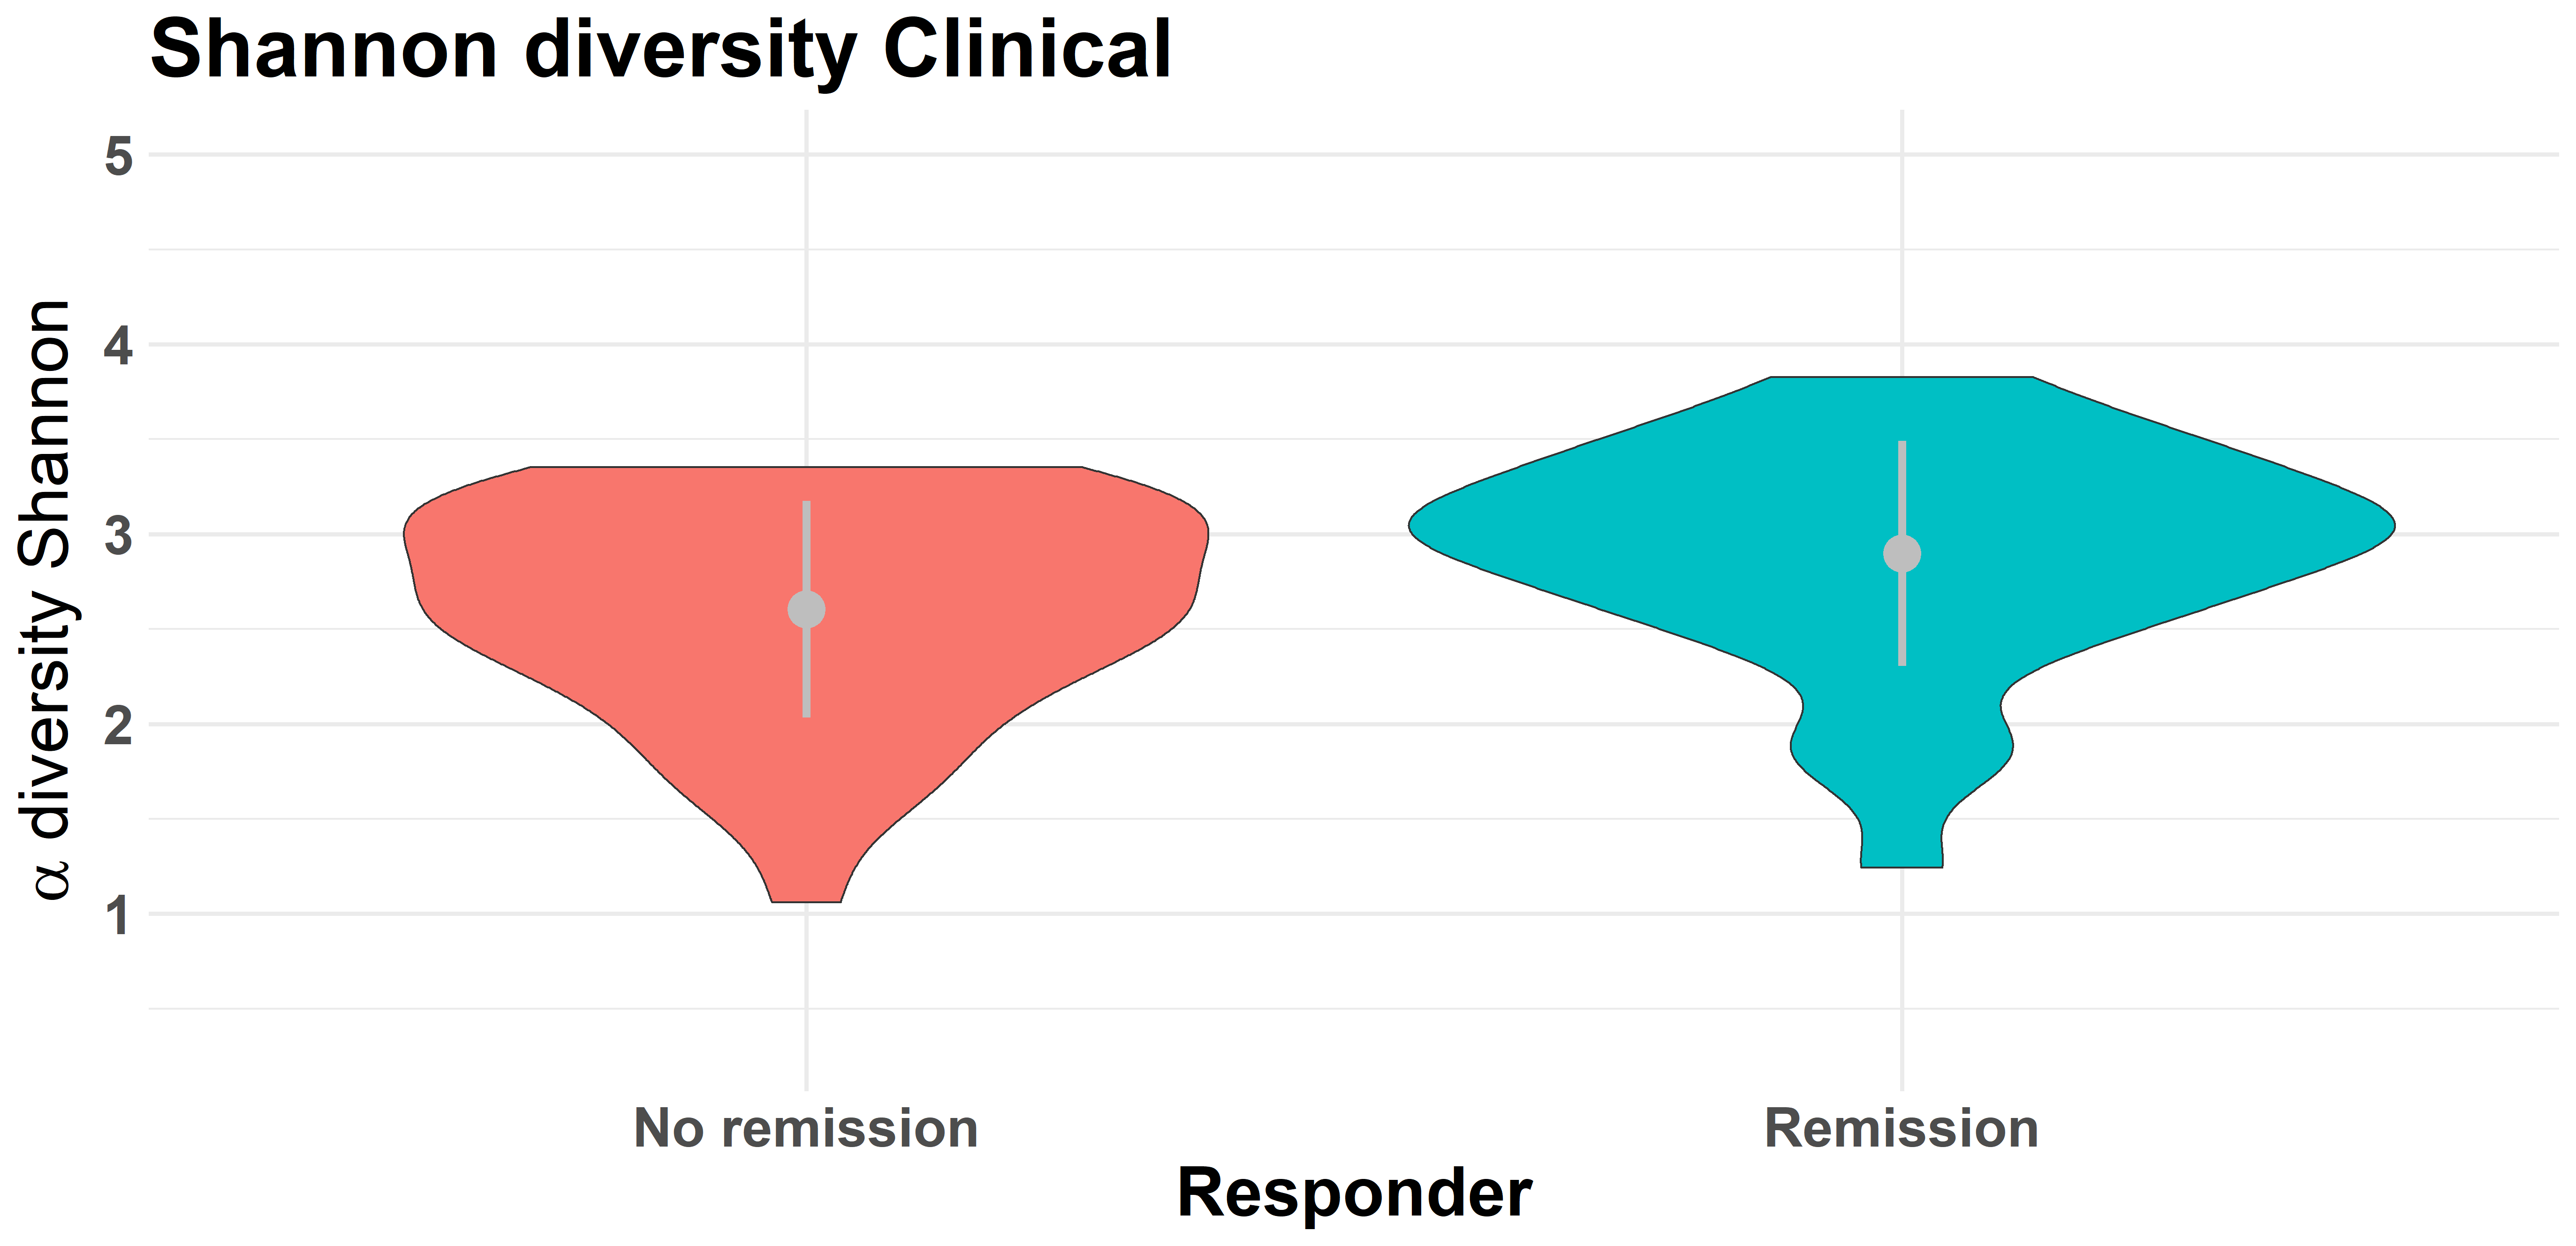 Shannon diversity Clinical
α diversity Shannon
5
4
3
2
1
No remission
Remission
Responder